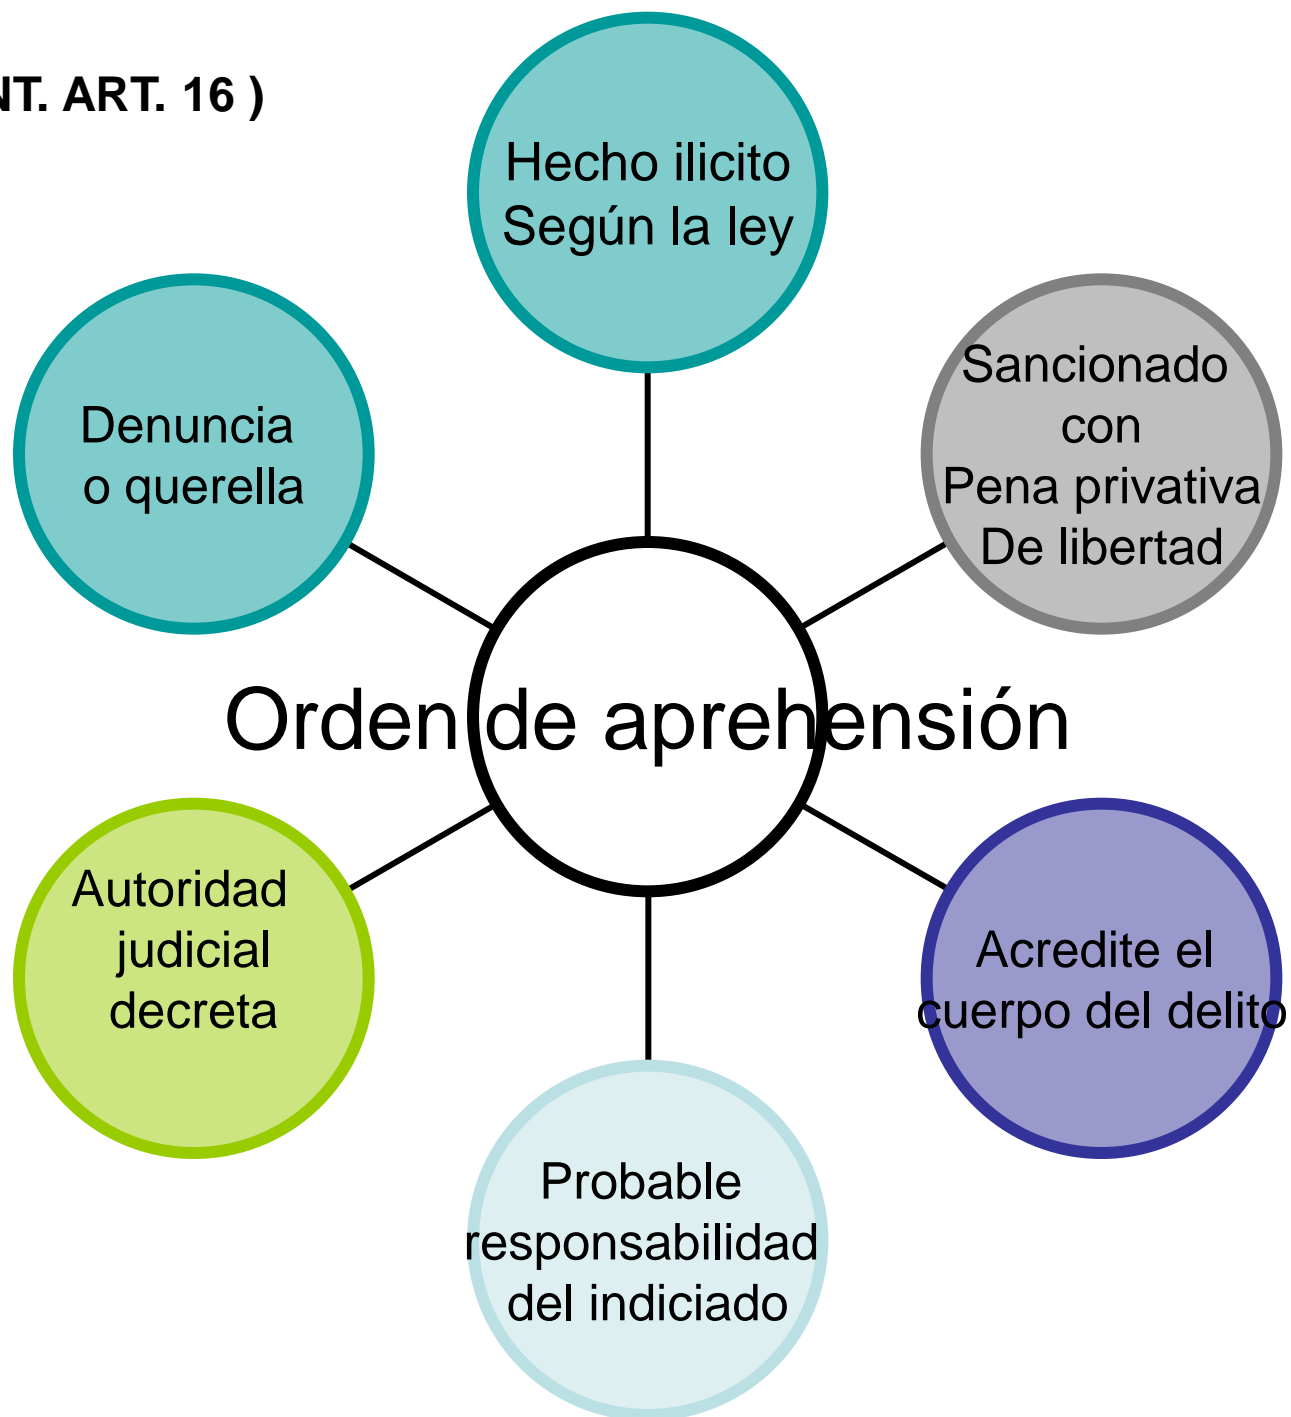 NT. ART. 16 )
Hecho ilicito
Según la ley
Sancionado
con
Pena privativa
De libertad
Denuncia
o querella
Orden de aprehensión
Autoridad
judicial
decreta
Acredite el
cuerpo del delito
Probable
responsabilidad
del indiciado